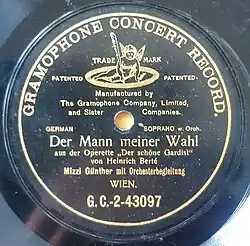 GRAMOPHONE CONCERT RECORD.
TRADE MARK
PATENTED PATENTED
Manufactured by
The Gramophone Company, Limited,
and Sister Companies.
GERMAN SOPRANO w. Orch.
Der Mann meiner Wahl
aus der Operette „Der schöne Gardist"
von Heinrich Berté
Mizzi Günther mit Orchesterbegleitung
WIEN.
G.C.-2-43097